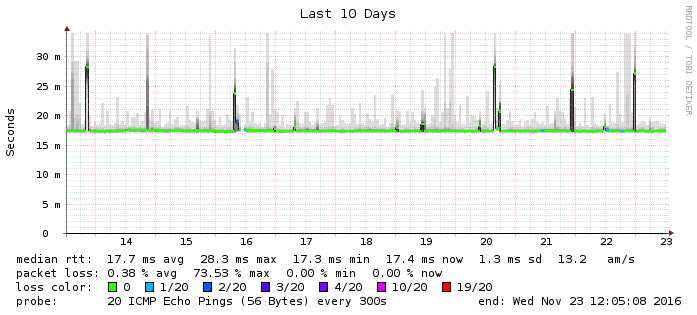 Last 10 Days
RRDTOOL / TOBI OETIKER
Seconds
30 m
25 m
20 m
15 m
10 m
5 m
0
14 15 16 17 18 19 20 21 22 23
median rtt: 17.7 ms avg 28.3 ms max 17.3 ms min 17.4 ms now 1.3 ms sd 13.2 am/s
packet loss: 0.38 % avg 73.53 % max 0.00 % min 0.00 % now
loss color: 0 1/20 2/20 3/20 4/20 10/20 19/20
probe: 20 ICMP Echo Pings (56 Bytes) every 300s end: Wed Nov 23 12:05:08 2016